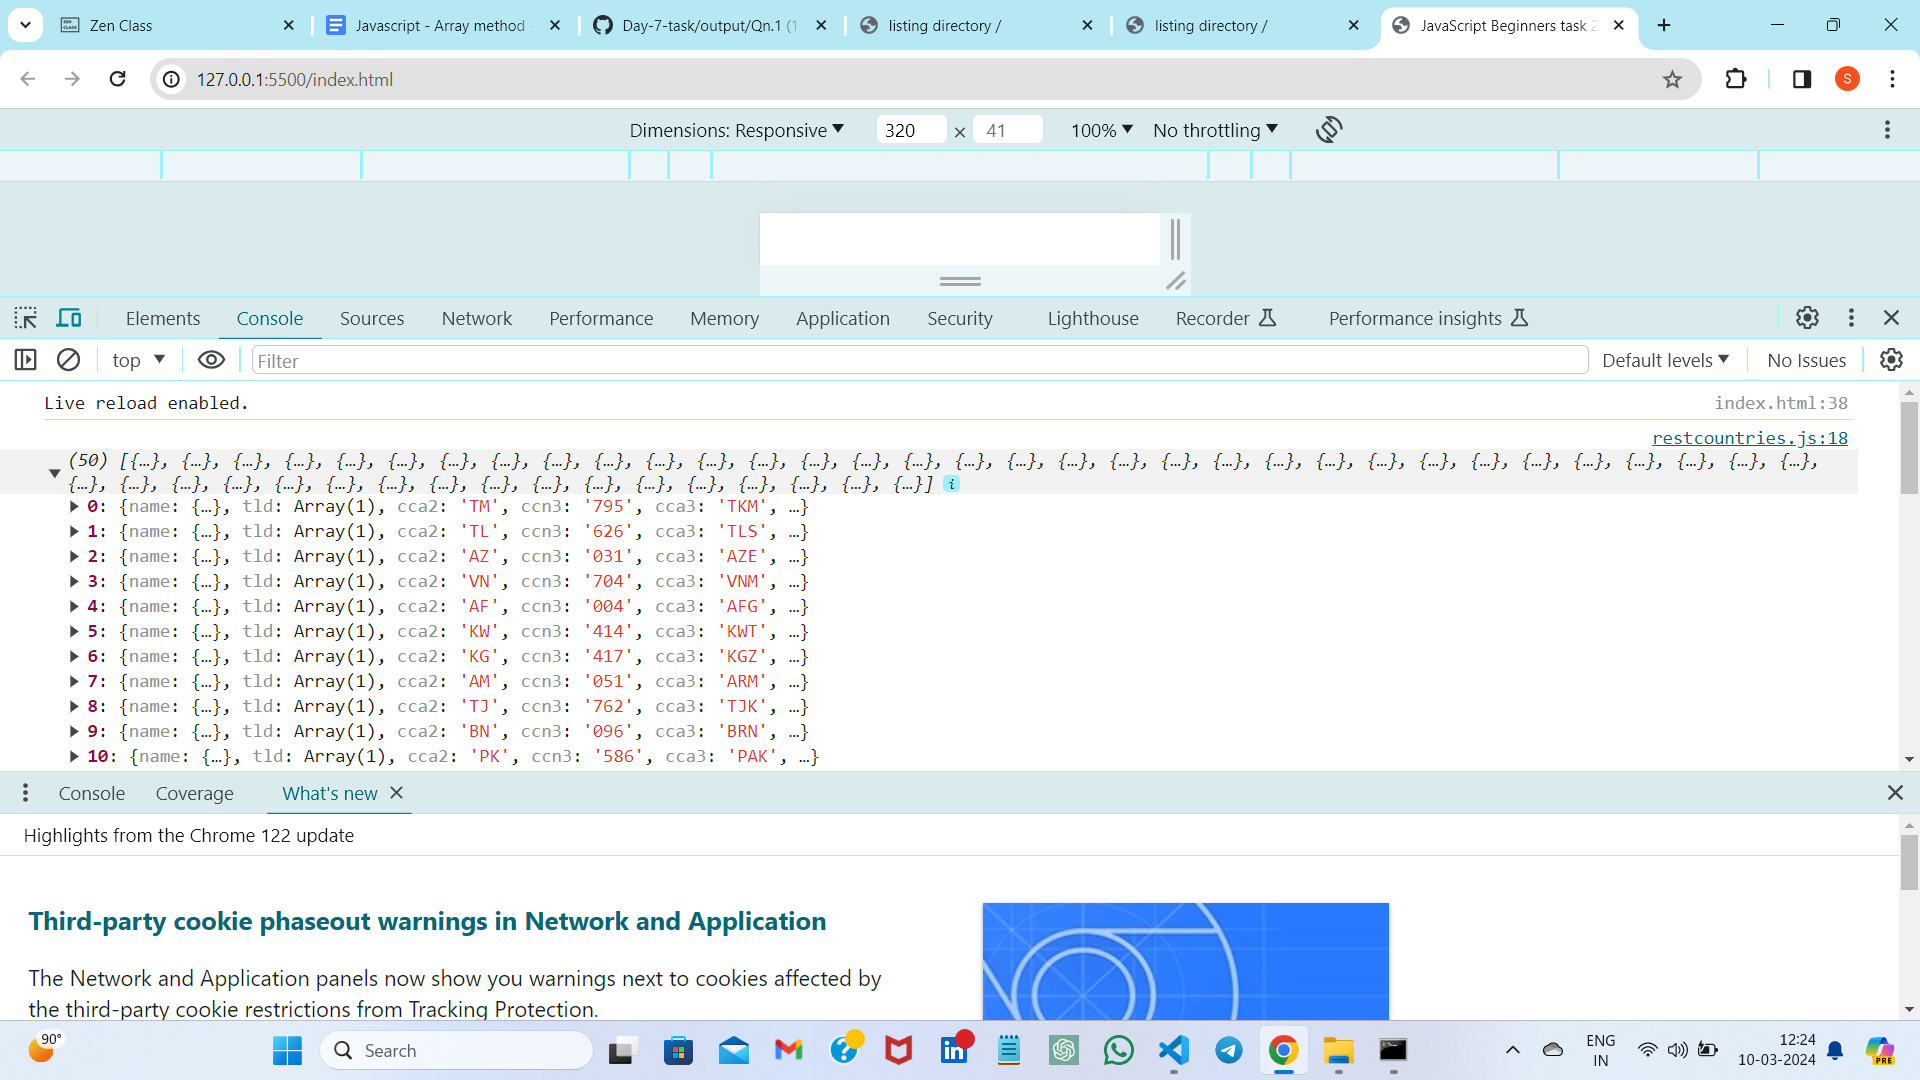 Zen Class
Javascript - Array method
Day-7-task/output/Qn.1 (1
listing directory /
listing directory /
JavaScript Beginners task 2
127.0.0.1:5500/index.html
S
Dimensions: Responsive
320 × 41
100%
No throttling
Elements
Console
Sources
Network
Performance
Memory
Application
Security
Lighthouse
Recorder
Performance insights
top
Filter
Default levels
No Issues
Live reload enabled.
index.html:38
restcountries.js:18
(50) [{…}, {…}, {…}, {…}, {…}, {…}, {…}, {…}, {…}, {…}, {…}, {…}, {…}, {…}, {…}, {…}, {…}, {…}, {…}, {…}, {…}, {…}, {…}, {…}, {…}, {…}, {…}, {…}, {…}, {…}, {…}, {…}, {…},
{…}, {…}, {…}, {…}, {…}, {…}, {…}, {…}, {…}, {…}, {…}, {…}, {…}, {…}, {…}, {…}, {…}] i
0: {name: {…}, tld: Array(1), cca2: 'TM', ccn3: '795', cca3: 'TKM', …}
1: {name: {…}, tld: Array(1), cca2: 'TL', ccn3: '626', cca3: 'TLS', …}
2: {name: {…}, tld: Array(1), cca2: 'AZ', ccn3: '031', cca3: 'AZE', …}
3: {name: {…}, tld: Array(1), cca2: 'VN', ccn3: '704', cca3: 'VNM', …}
4: {name: {…}, tld: Array(1), cca2: 'AF', ccn3: '004', cca3: 'AFG', …}
5: {name: {…}, tld: Array(1), cca2: 'KW', ccn3: '414', cca3: 'KWT', …}
6: {name: {…}, tld: Array(1), cca2: 'KG', ccn3: '417', cca3: 'KGZ', …}
7: {name: {…}, tld: Array(1), cca2: 'AM', ccn3: '051', cca3: 'ARM', …}
8: {name: {…}, tld: Array(1), cca2: 'TJ', ccn3: '762', cca3: 'TJK', …}
9: {name: {…}, tld: Array(1), cca2: 'BN', ccn3: '096', cca3: 'BRN', …}
10: {name: {…}, tld: Array(1), cca2: 'PK', ccn3: '586', cca3: 'PAK', …}
Console
Coverage
What's new
Highlights from the Chrome 122 update
Third-party cookie phaseout warnings in Network and Application
The Network and Application panels now show you warnings next to cookies affected by
the third-party cookie restrictions from Tracking Protection.
90°
Search
ENG
IN
12:24
10-03-2024
PRE